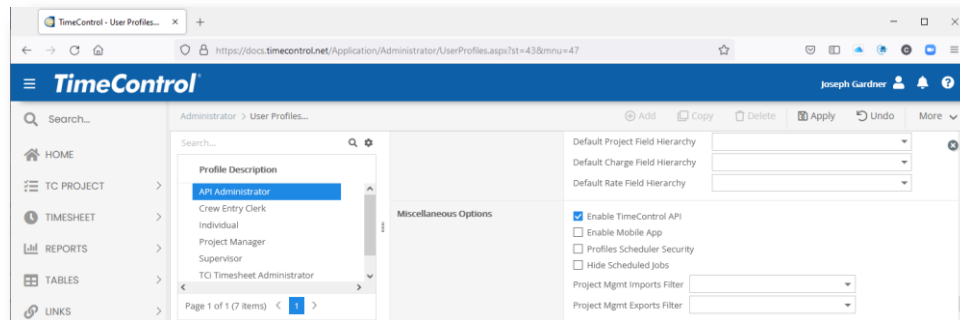 TimeControl - User Profiles...
https://docs.timecontrol.net/Application/Administrator/UserProfiles.aspx?st=43&mnu=47
TimeControl
Joseph Gardner
Search...
Administrator > User Profiles...
Add
Copy
Delete
Apply
Undo
More
HOME
TC PROJECT
TIMESHEET
REPORTS
TABLES
LINKS
Search...
Profile Description
API Administrator
Crew Entry Clerk
Individual
Project Manager
Supervisor
TCI Timesheet Administrator
Page 1 of 1 (7 items) < 1 >
Default Project Field Hierarchy
Default Charge Field Hierarchy
Default Rate Field Hierarchy
Miscellaneous Options
Enable TimeControl API
Enable Mobile App
Profiles Scheduler Security
Hide Scheduled Jobs
Project Mgmt Imports Filter
Project Mgmt Exports Filter